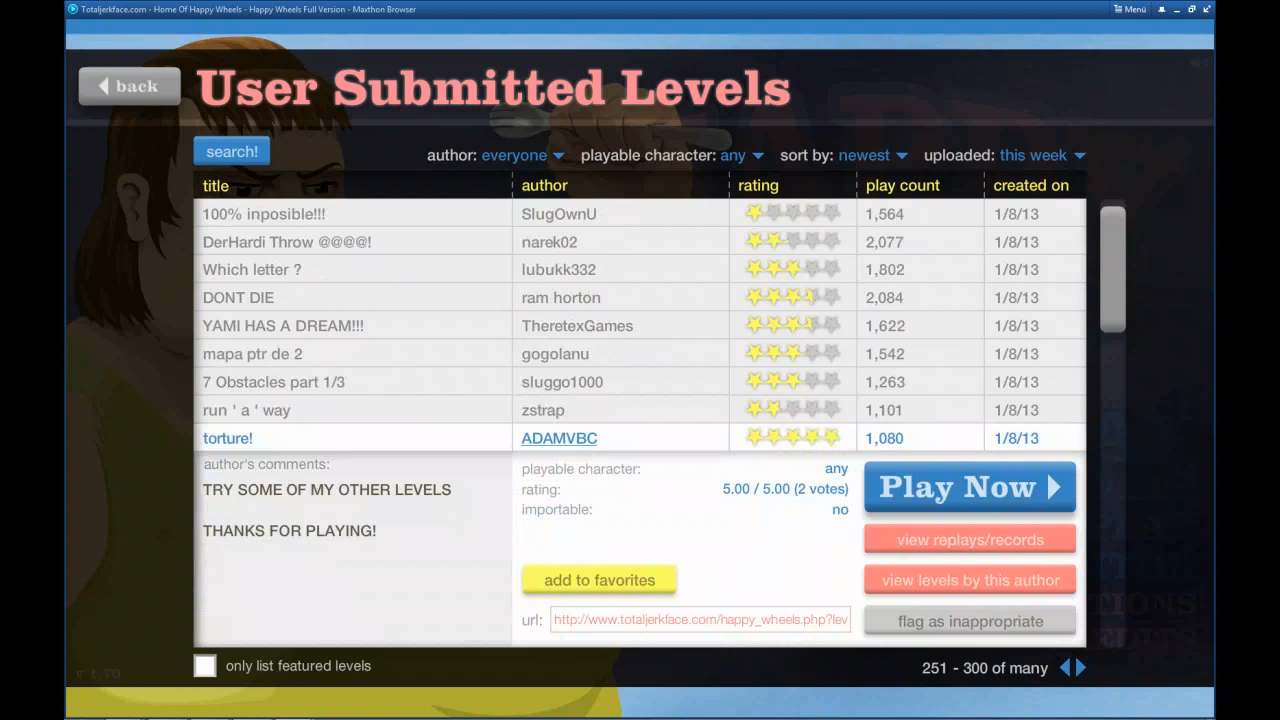 Totaljerkface.com - Home Of Happy Wheels - Happy Wheels Full Version - Maxthon Browser
Menü
back
User Submitted Levels
search!
author: everyone playable character: any sort by: newest uploaded: this week
title author rating play count created on
100% inposible!!! SlugOwnU 1,564 1/8/13
DerHardi Throw @@@@! narek02 2,077 1/8/13
Which letter ? lubukk332 1,802 1/8/13
DONT DIE ram horton 2,084 1/8/13
YAMI HAS A DREAM!!! TheretexGames 1,622 1/8/13
mapa ptr de 2 gogolanu 1,542 1/8/13
7 Obstacles part 1/3 sluggo1000 1,263 1/8/13
run ' a ' way zstrap 1,101 1/8/13
torture! ADAMVBC 1,080 1/8/13
author's comments:
TRY SOME OF MY OTHER LEVELS
THANKS FOR PLAYING!
playable character: any
rating: 5.00 / 5.00 (2 votes)
importable: no
add to favorites
url: http://www.totaljerkface.com/happy_wheels.php?lev
Play Now
view replays/records
view levels by this author
flag as inappropriate
only list featured levels
251 - 300 of many
1.70